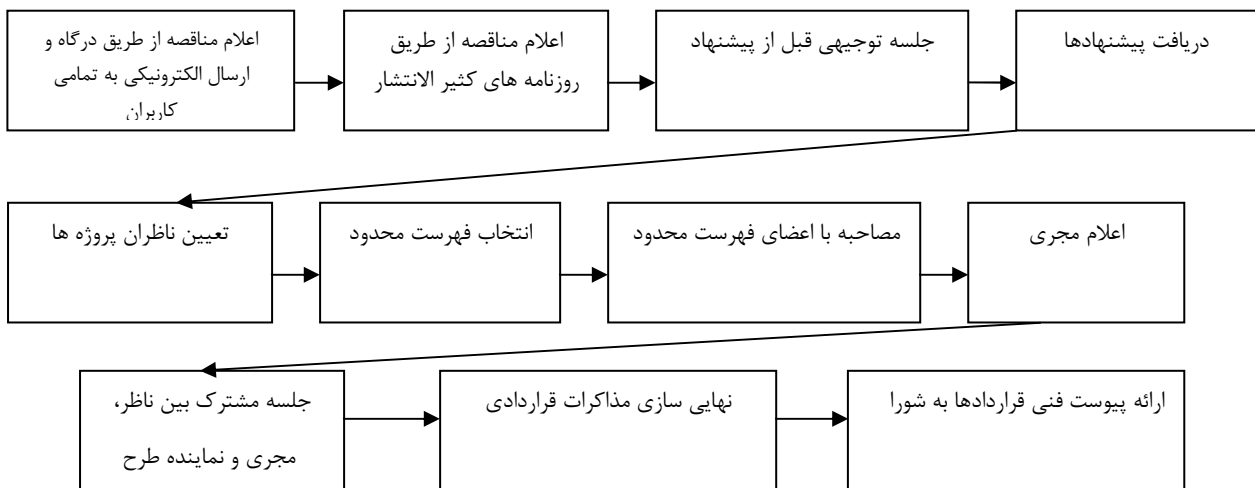 اعلام مناقصه از طریق درگاه و
ارسال الکترونیکی به تمامی
کاربران
اعلام مناقصه از طریق
روزنامه های کثیر الانتشار
جلسه توجیهی قبل از پیشنهاد
دریافت پیشنهادها
تعیین ناظران پروژه ها
انتخاب فهرست محدود
مصاحبه با اعضای فهرست محدود
اعلام مجری
جلسه مشترک بین ناظر،
مجری و نماینده طرح
نهایی سازی مذاکرات قراردادی
ارائه پیوست فنی قراردادها به شورا